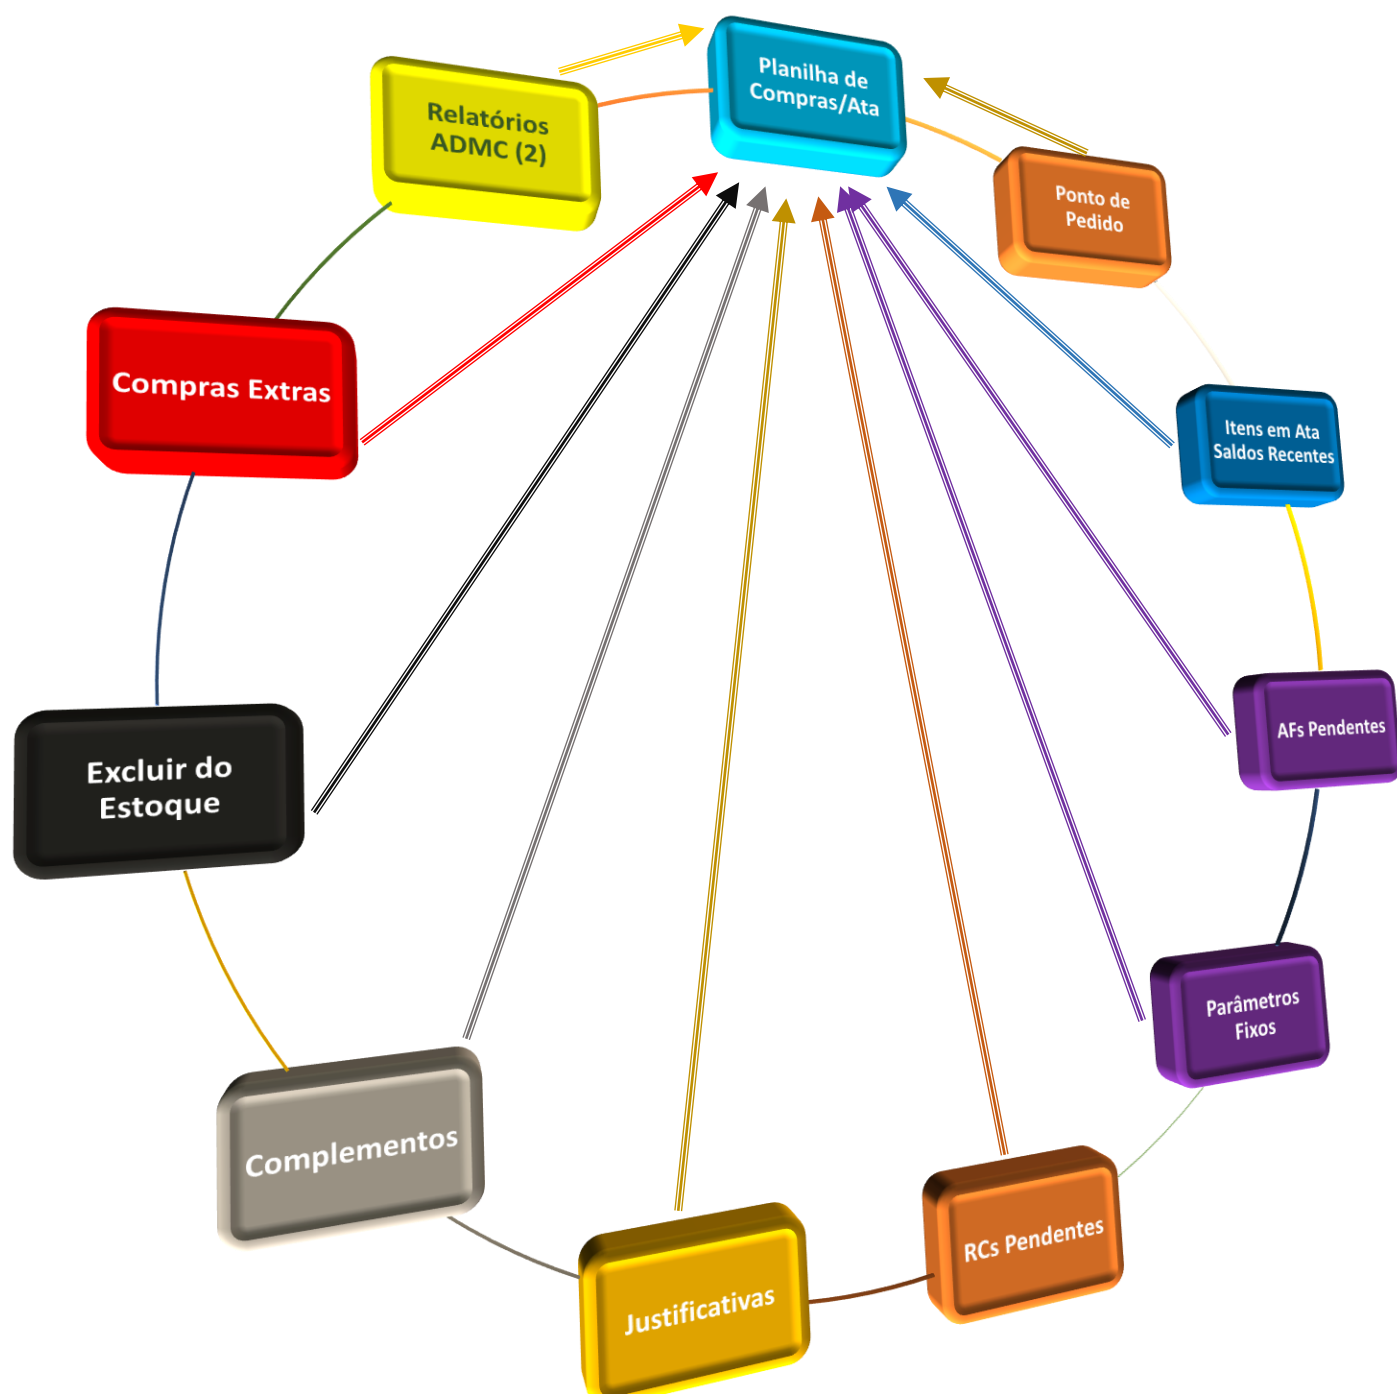 Planilha de
Compras/Ata
Relatórios
ADMC (2)
Ponto de
Pedido
Compras Extras
Itens em Ata
Saldos Recentes
AFs Pendentes
Excluir do
Estoque
Parâmetros
Fixos
Complementos
RCs Pendentes
Justificativas